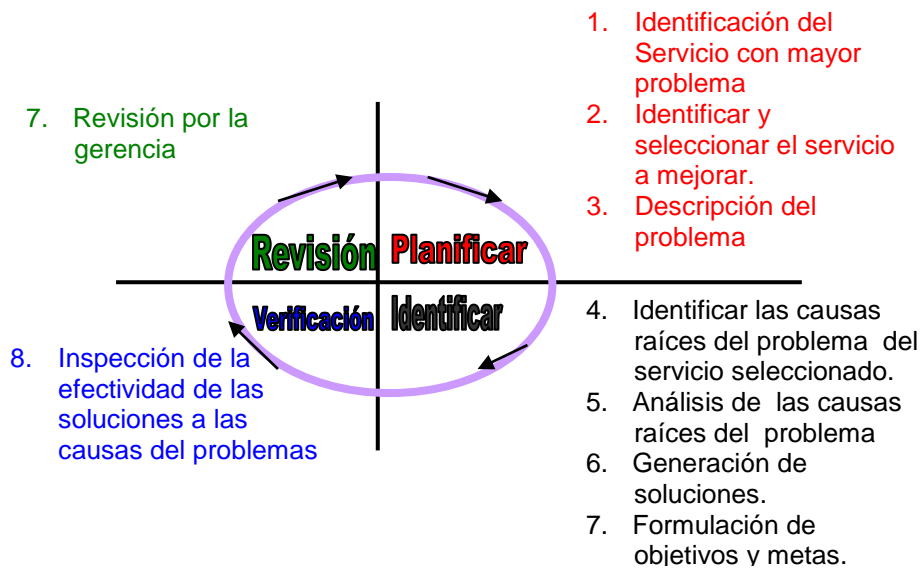 1. Identificación del
Servicio con mayor
problema
2. Identificar y
seleccionar el servicio
a mejorar.
3. Descripción del
problema
7. Revisión por la
gerencia
Revisión Planificar
Verificación Identificar
4. Identificar las causas
raíces del problema del
servicio seleccionado.
5. Análisis de las causas
raíces del problema
6. Generación de
soluciones.
7. Formulación de
objetivos y metas.
8. Inspección de la
efectividad de las
soluciones a las
causas del problemas